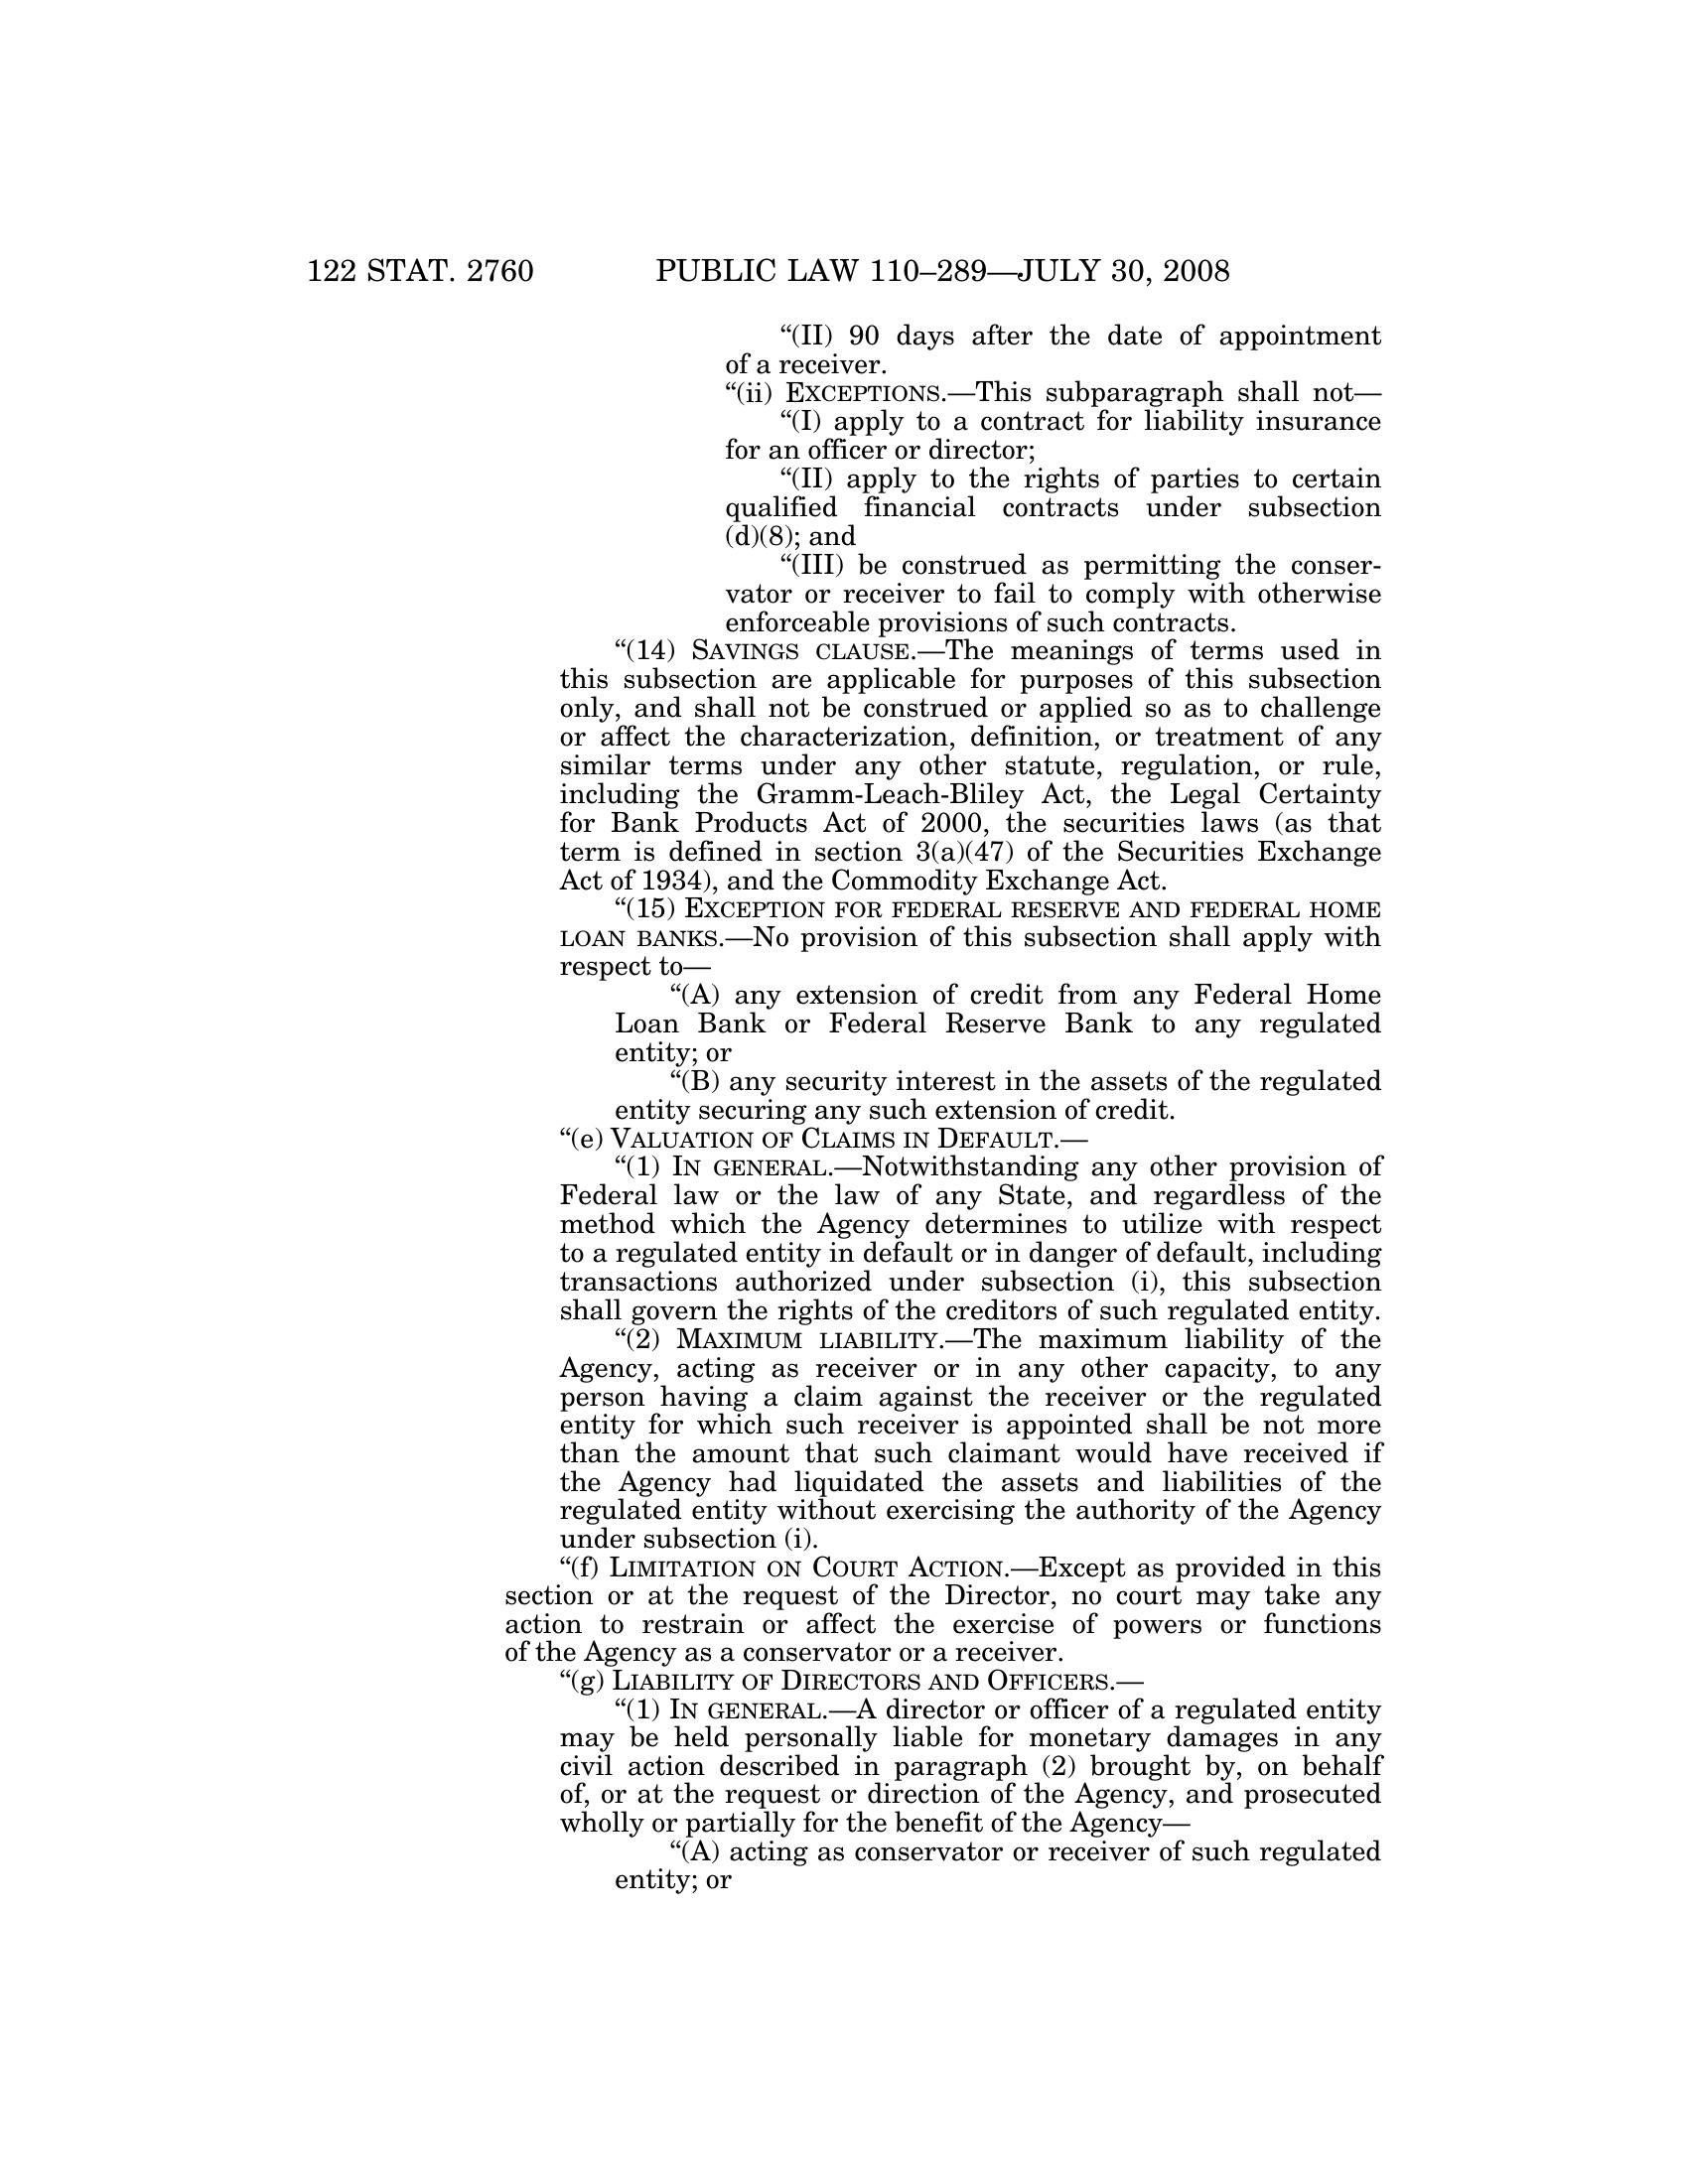 122 STAT. 2760 PUBLIC LAW 110–289—JULY 30, 2008
“(II) 90 days after the date of appointment
of a receiver.
“(ii) EXCEPTIONS.—This subparagraph shall not—
“(I) apply to a contract for liability insurance
for an officer or director;
“(II) apply to the rights of parties to certain
qualified financial contracts under subsection
(d)(8); and
“(III) be construed as permitting the conser-
vator or receiver to fail to comply with otherwise
enforceable provisions of such contracts.
“(14) SAVINGS CLAUSE.—The meanings of terms used in
this subsection are applicable for purposes of this subsection
only, and shall not be construed or applied so as to challenge
or affect the characterization, definition, or treatment of any
similar terms under any other statute, regulation, or rule,
including the Gramm-Leach-Bliley Act, the Legal Certainty
for Bank Products Act of 2000, the securities laws (as that
term is defined in section 3(a)(47) of the Securities Exchange
Act of 1934), and the Commodity Exchange Act.
“(15) EXCEPTION FOR FEDERAL RESERVE AND FEDERAL HOME
LOAN BANKS.—No provision of this subsection shall apply with
respect to—
“(A) any extension of credit from any Federal Home
Loan Bank or Federal Reserve Bank to any regulated
entity; or
“(B) any security interest in the assets of the regulated
entity securing any such extension of credit.
“(e) VALUATION OF CLAIMS IN DEFAULT.—
“(1) IN GENERAL.—Notwithstanding any other provision of
Federal law or the law of any State, and regardless of the
method which the Agency determines to utilize with respect
to a regulated entity in default or in danger of default, including
transactions authorized under subsection (i), this subsection
shall govern the rights of the creditors of such regulated entity.
“(2) MAXIMUM LIABILITY.—The maximum liability of the
Agency, acting as receiver or in any other capacity, to any
person having a claim against the receiver or the regulated
entity for which such receiver is appointed shall be not more
than the amount that such claimant would have received if
the Agency had liquidated the assets and liabilities of the
regulated entity without exercising the authority of the Agency
under subsection (i).
“(f) LIMITATION ON COURT ACTION.—Except as provided in this
section or at the request of the Director, no court may take any
action to restrain or affect the exercise of powers or functions
of the Agency as a conservator or a receiver.
“(g) LIABILITY OF DIRECTORS AND OFFICERS.—
“(1) IN GENERAL.—A director or officer of a regulated entity
may be held personally liable for monetary damages in any
civil action described in paragraph (2) brought by, on behalf
of, or at the request or direction of the Agency, and prosecuted
wholly or partially for the benefit of the Agency—
“(A) acting as conservator or receiver of such regulated
entity; or